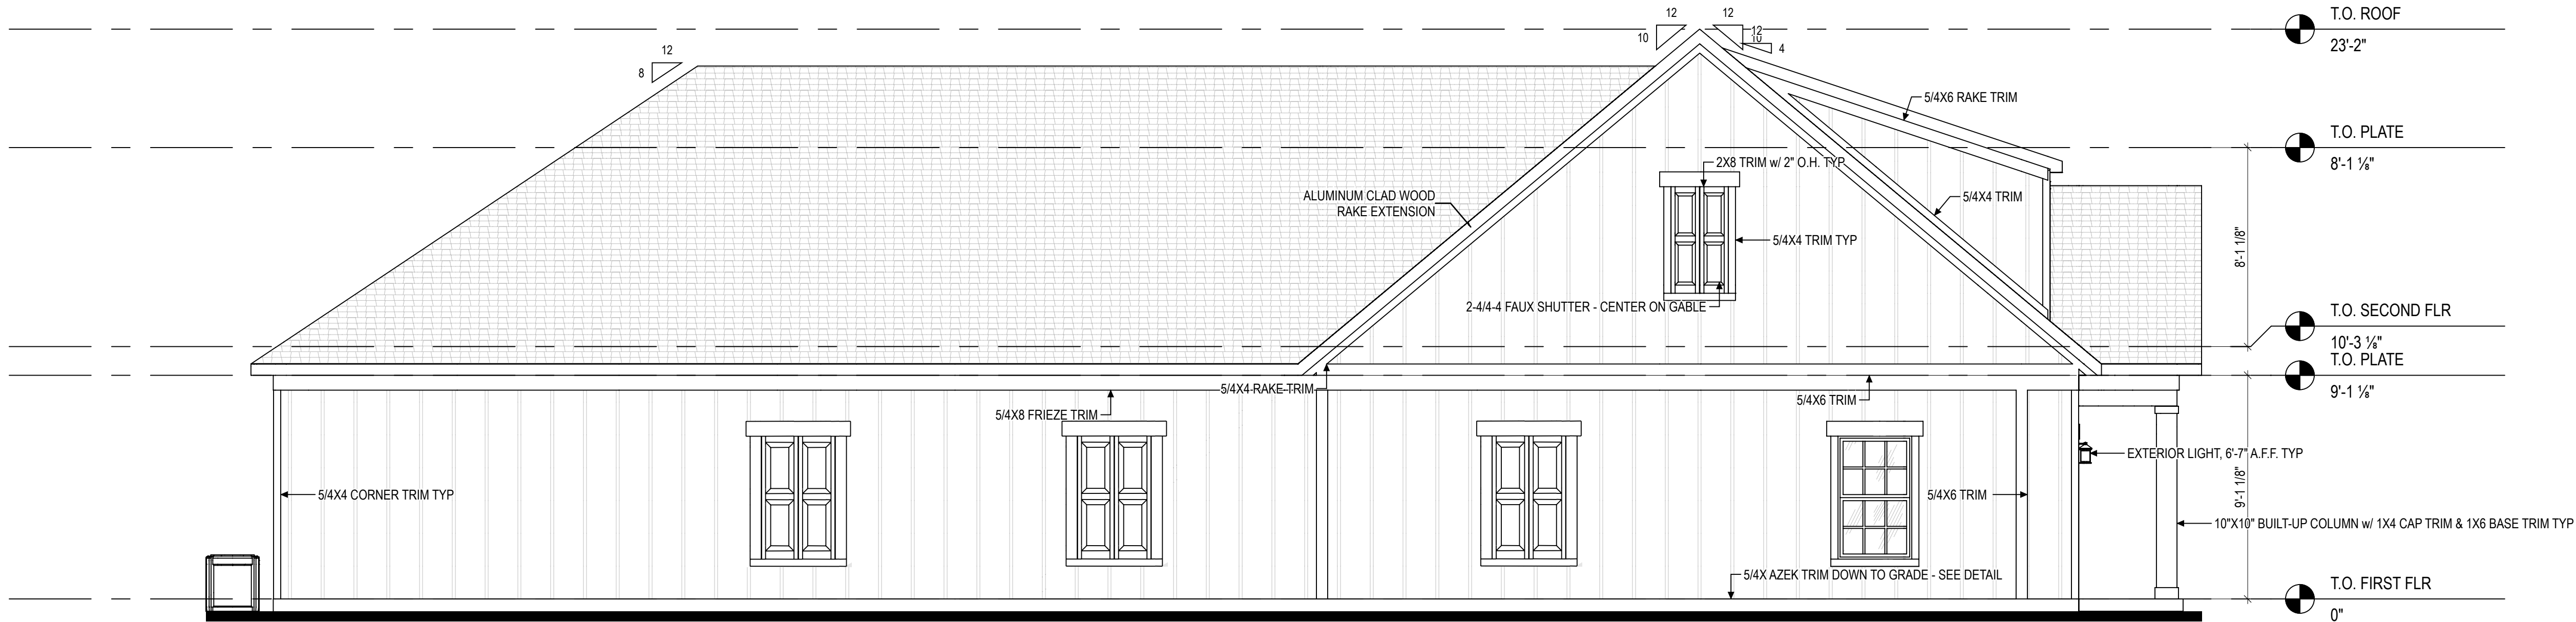 12
12
12
10
12
10
4
8
12
T.O. ROOF
23'-2"
5/4X6 RAKE TRIM
T.O. PLATE
8'-1 ⅛"
2X8 TRIM w/ 2" O.H. TYP
ALUMINUM CLAD WOOD
RAKE EXTENSION
5/4X4 TRIM
5/4X4 TRIM TYP
8'-1 1/8"
2-4/4-4 FAUX SHUTTER - CENTER ON GABLE
T.O. SECOND FLR
10'-3 ⅛"
T.O. PLATE
9'-1 ⅛"
5/4X4 RAKE TRIM
5/4X6 TRIM
5/4X8 FRIEZE TRIM
EXTERIOR LIGHT, 6'-7" A.F.F. TYP
5/4X4 CORNER TRIM TYP
5/4X6 TRIM
9'-1 1/8"
10"X10" BUILT-UP COLUMN w/ 1X4 CAP TRIM & 1X6 BASE TRIM TYP
5/4X AZEK TRIM DOWN TO GRADE - SEE DETAIL
T.O. FIRST FLR
0"